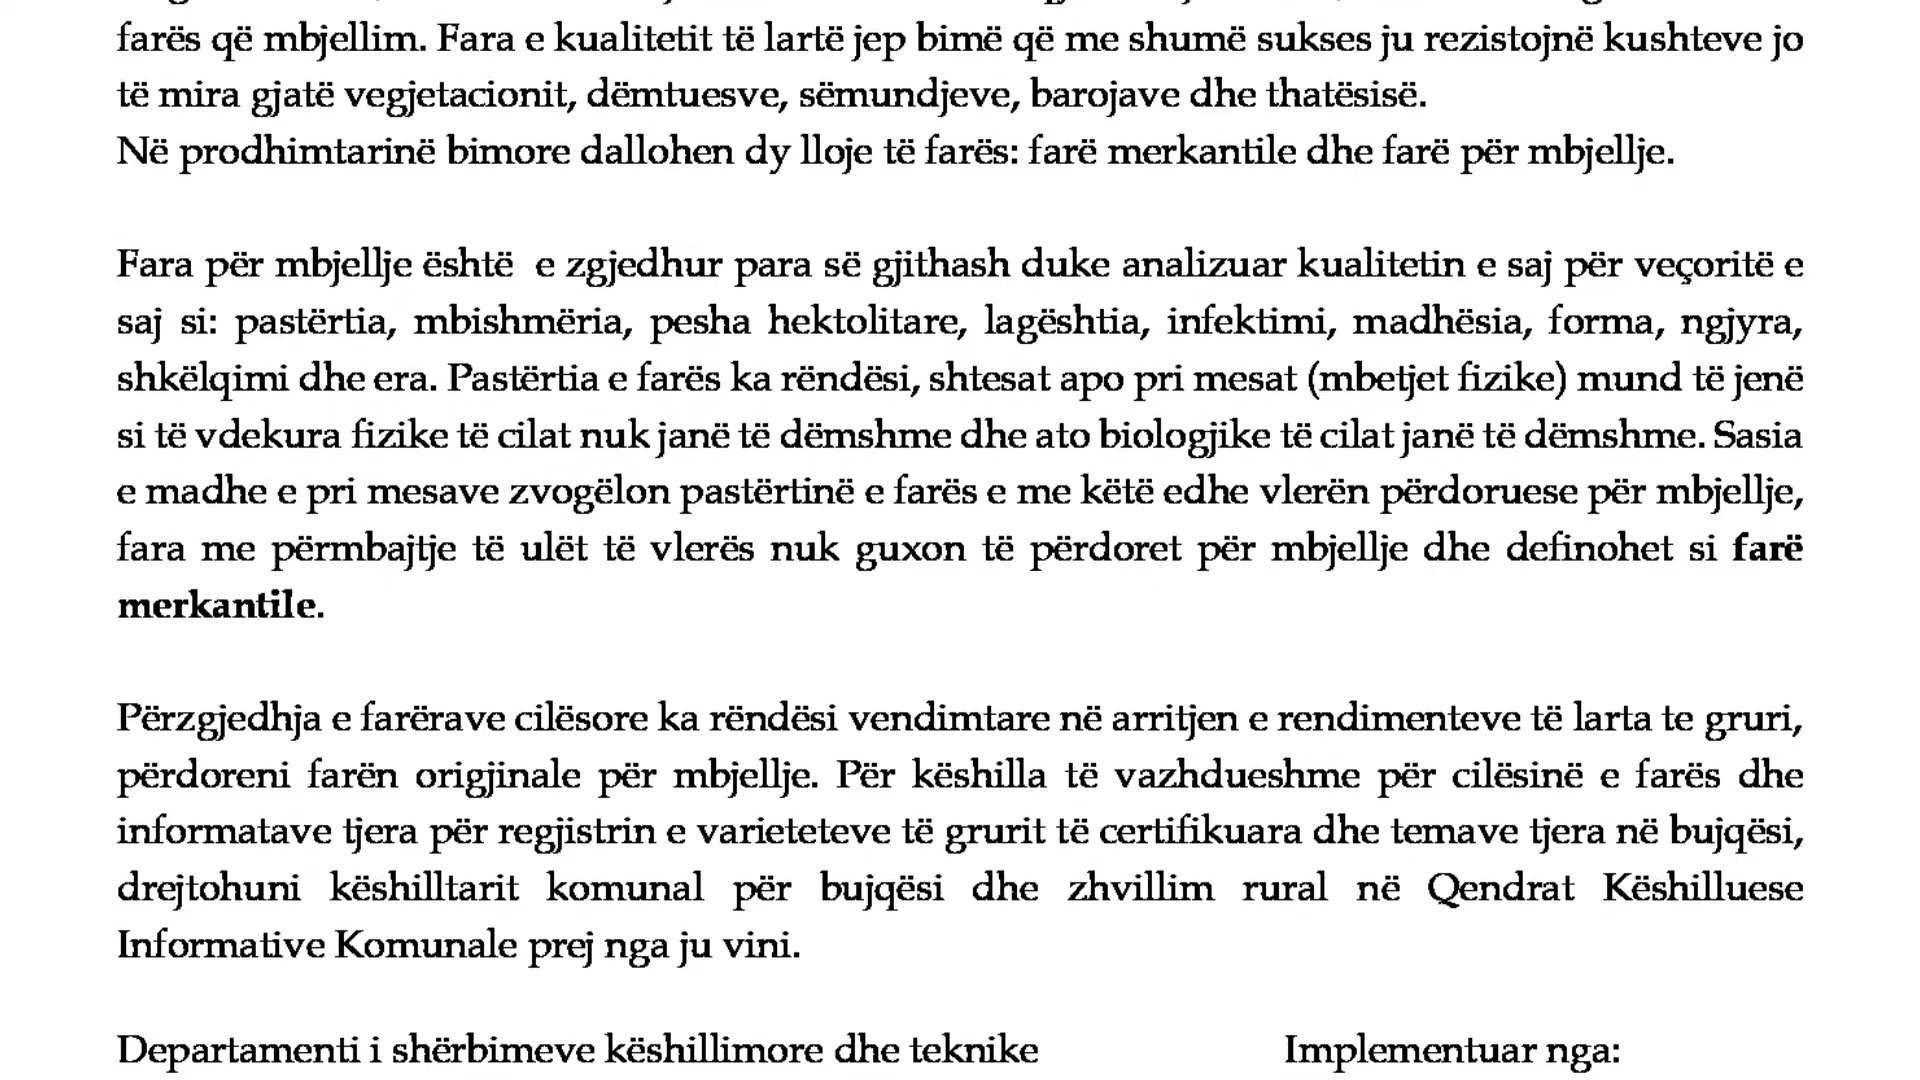 farës që mbjellim. Fara e kualitetit të lartë jep bimë që me shumë sukses ju rezistojnë kushteve jo
të mira gjatë vegjetacionit, dëmtuesve, sëmundjeve, barojave dhe thatësisë.
Në prodhimtarinë bimore dallohen dy lloje të farës: farë merkantile dhe farë për mbjellje.
Fara për mbjellje është e zgjedhur para së gjithash duke analizuar kualitetin e saj për veçoritë e
saj si: pastërtia, mbishmëria, pesha hektolitare, lagështia, infektimi, madhësia, forma, ngjyra,
shkëlqimi dhe era. Pastërtia e farës ka rëndësi, shtesat apo pri mesat (mbetjet fizike) mund të jenë
si të vdekura fizike të cilat nuk janë të dëmshme dhe ato biologjike të cilat janë të dëmshme. Sasia
e madhe e pri mesave zvogëlon pastërtinë e farës e me këtë edhe vlerën përdoruese për mbjellje,
fara me përmbajtje të ulët të vlerës nuk guxon të përdoret për mbjellje dhe definohet si farë
merkantile.
Përzgjedhja e farërave cilësore ka rëndësi vendimtare në arritjen e rendimenteve të larta te gruri,
përdoreni farën origjinale për mbjellje. Për këshilla të vazhdueshme për cilësinë e farës dhe
informatave tjera për regjistrin e varieteteve të grurit të certifikuara dhe temave tjera në bujqësi,
drejtohuni këshilltarit komunal për bujqësi dhe zhvillim rural në Qendrat Këshilluese
Informative Komunale prej nga ju vini.
Departamenti i shërbimeve këshillimore dhe teknike Implementuar nga: